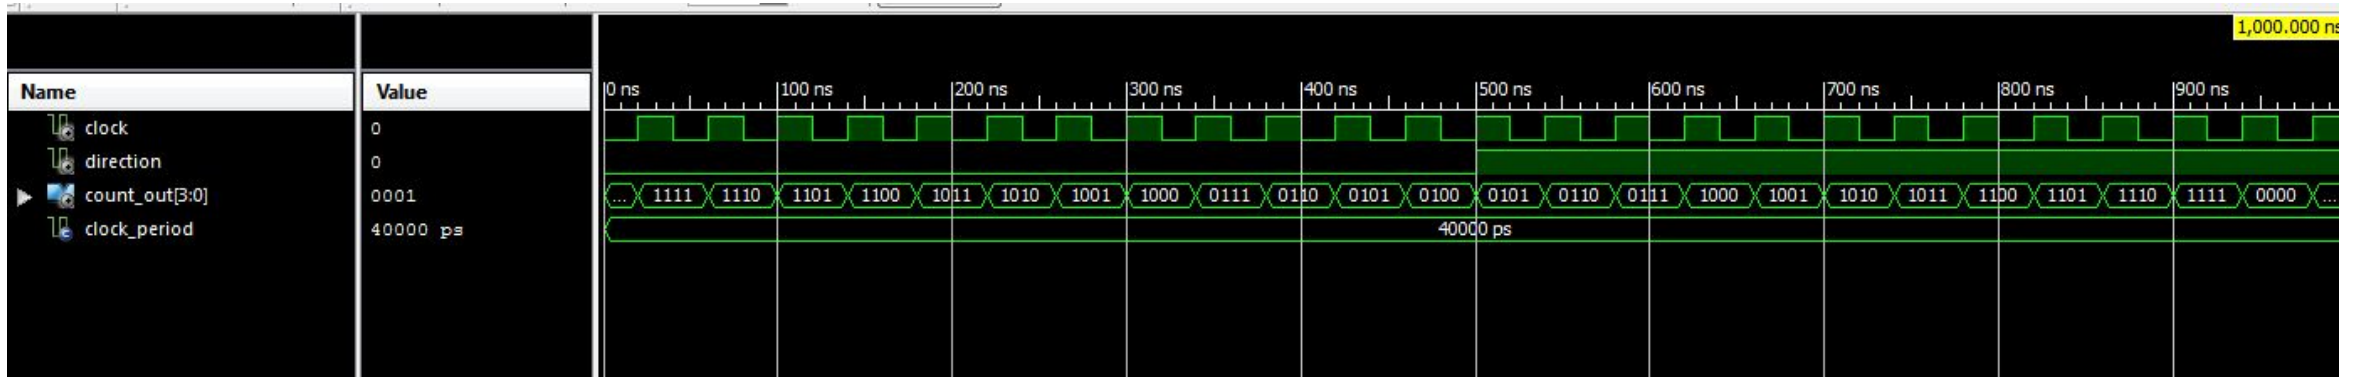 1,000.000 ns
Name Value 0 ns 100 ns 200 ns 300 ns 400 ns 500 ns 600 ns 700 ns 800 ns 900 ns
clock 0
direction 0
count_out[3:0] 0001 ... 1111 1110 1101 1100 1011 1010 1001 1000 0111 0110 0101 0100 0101 0110 0111 1000 1001 1010 1011 1100 1101 1110 1111 0000 ...
clock_period 40000 ps 40000 ps